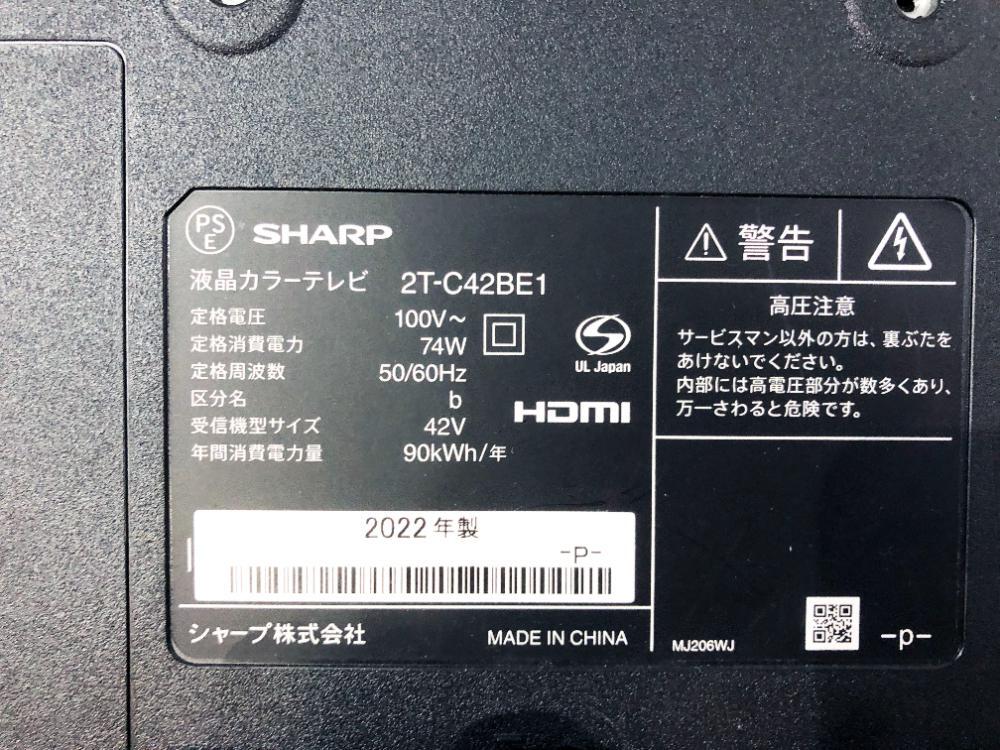 PS
E
SHARP
液晶カラーテレビ 2T-C42BE1
定格電圧 100V～
定格消費電力 74W
定格周波数 50/60Hz
区分名 b
受信機型サイズ 42V
年間消費電力量 90kWh/年
UL Japan
HDMI
2022年製
-P-
シャープ株式会社 MADE IN CHINA
警告
高圧注意
サービスマン以外の方は、裏ぶたを
あけないでください。
内部には高電圧部分が数多くあり、
万一さわると危険です。
MJ206WJ
-p-